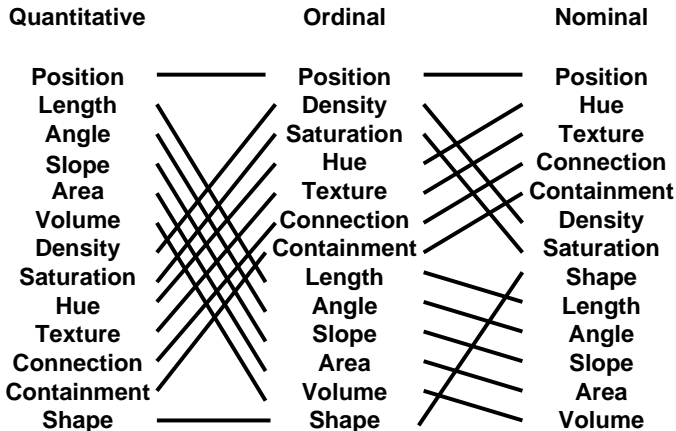 Quantitative Ordinal Nominal
Position Position Position
Length Density Hue
Angle Saturation Texture
Slope Hue Connection
Area Texture Containment
Volume Connection Density
Density Containment Saturation
Saturation Length Shape
Hue Angle Length
Texture Slope Angle
Connection Area Slope
Containment Volume Area
Shape Shape Volume